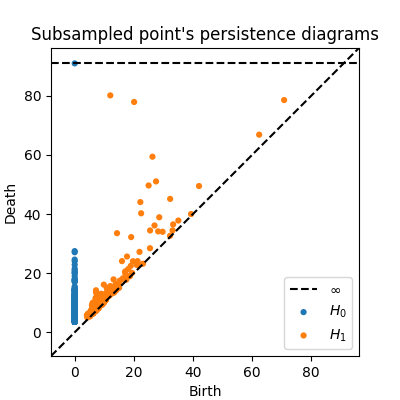 Subsampled point's persistence diagrams
Death
80
60
40
20
0
∞
H₀
H₁
0 20 40 60 80
Birth